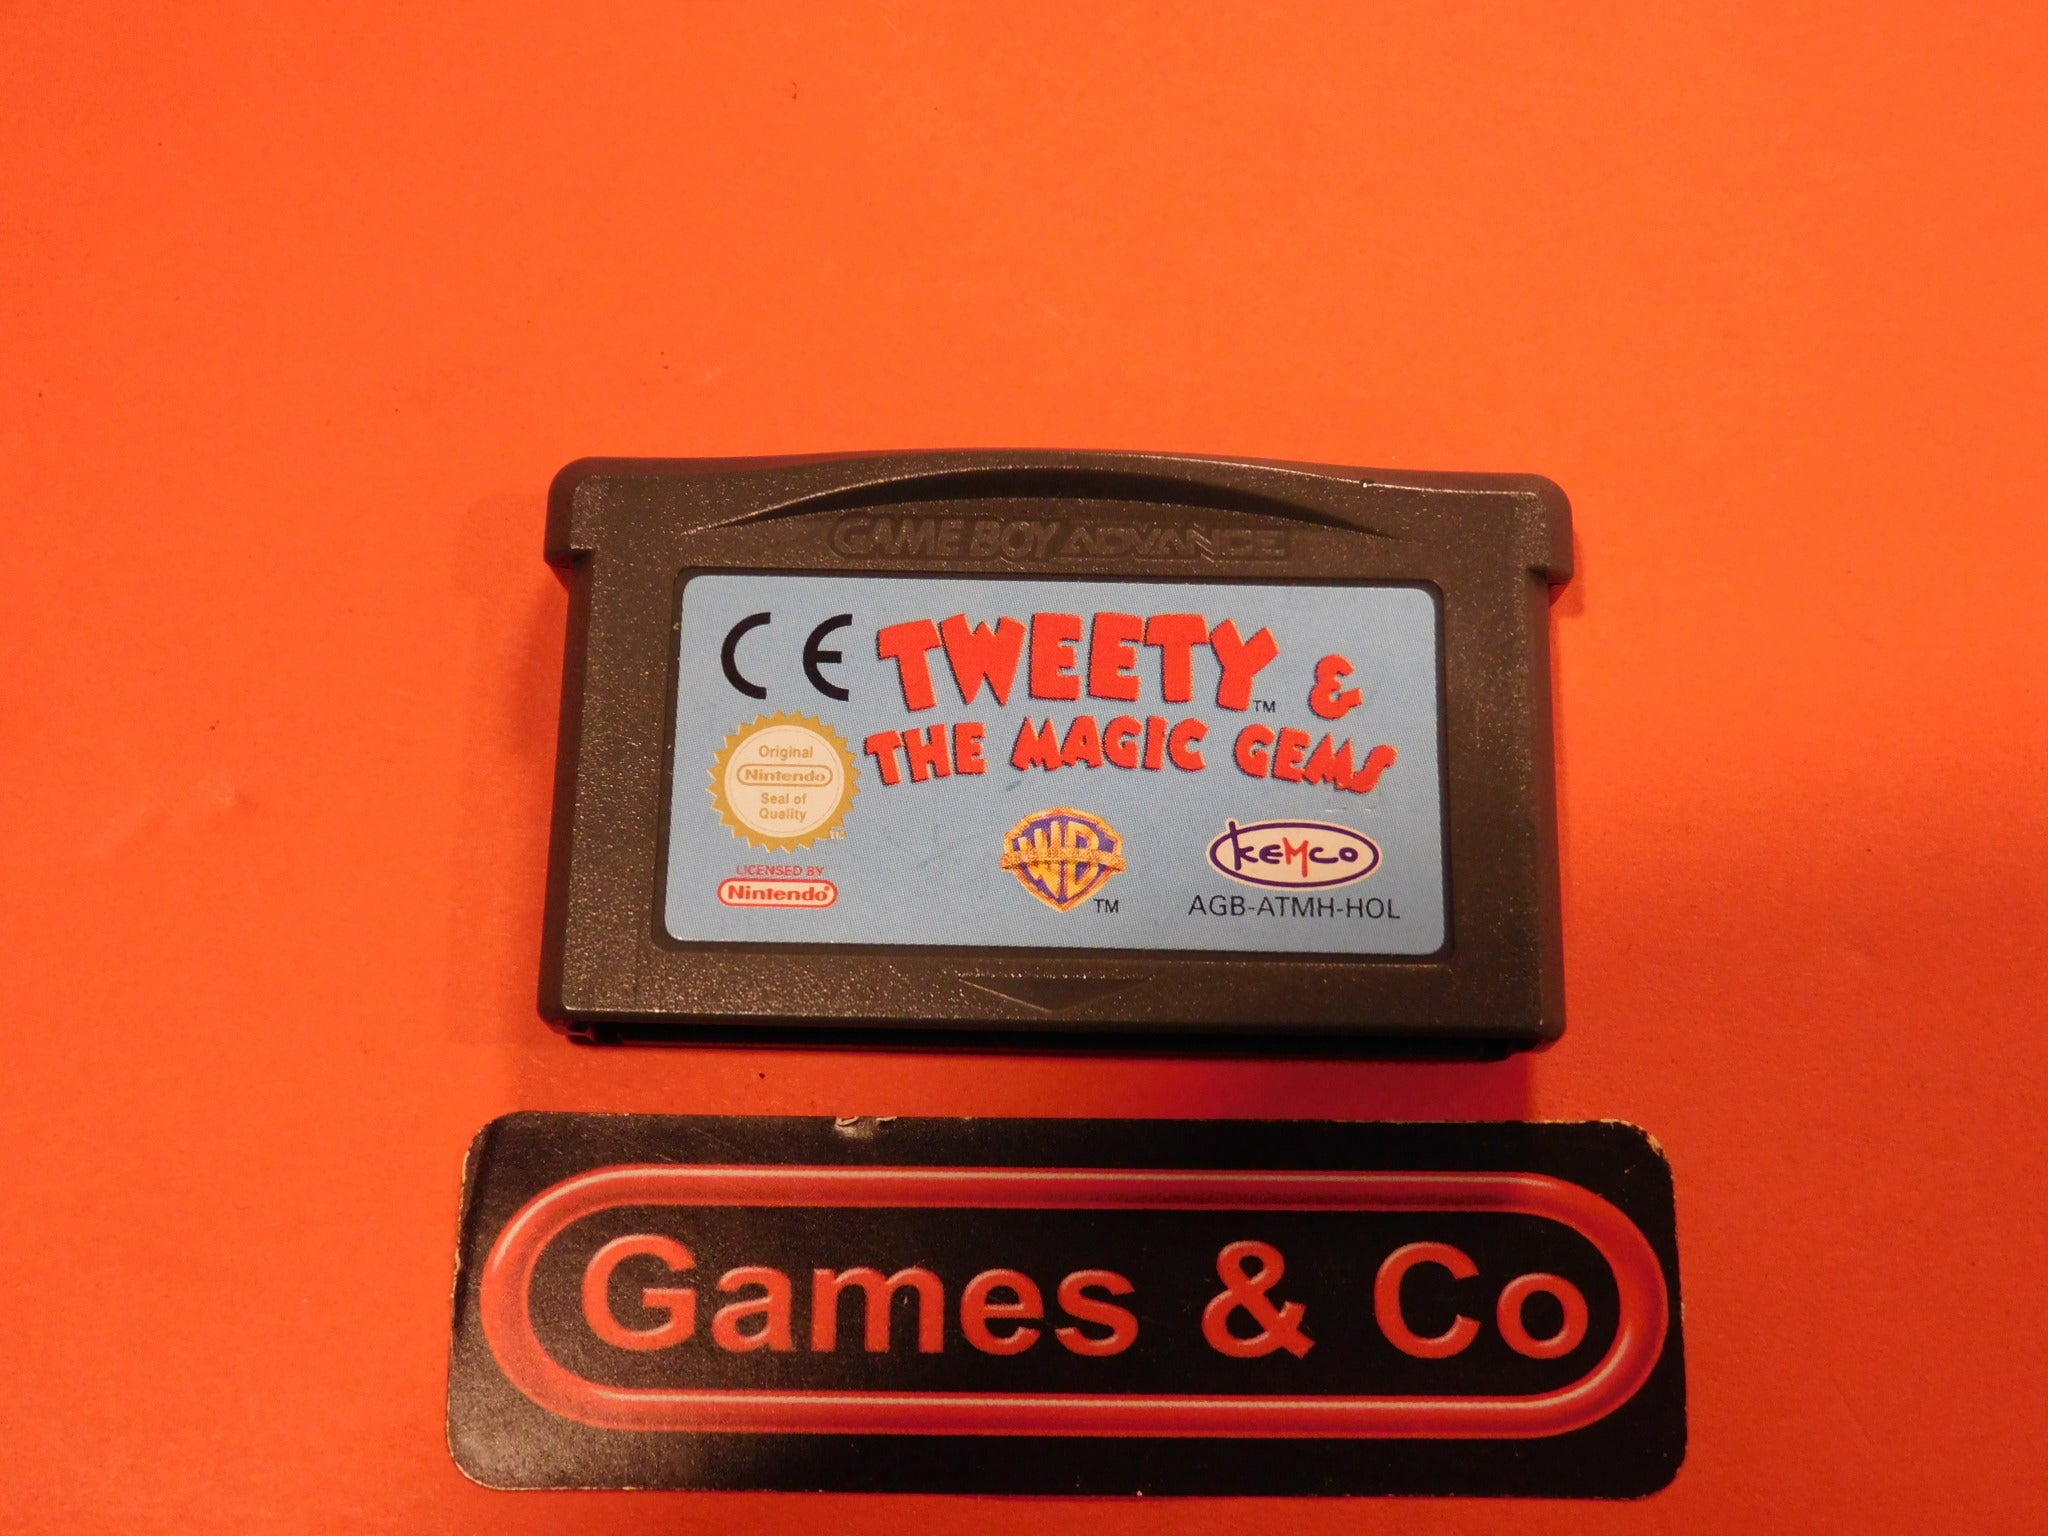 GAME BOY ADVANCE
CE
TWEETY™ &
THE MAGIC GEMS
Original
Nintendo
Seal of
Quality
TM
LICENSED BY
Nintendo®
WB
TM
KEMCO
AGB-ATMH-HOL
Games & Co